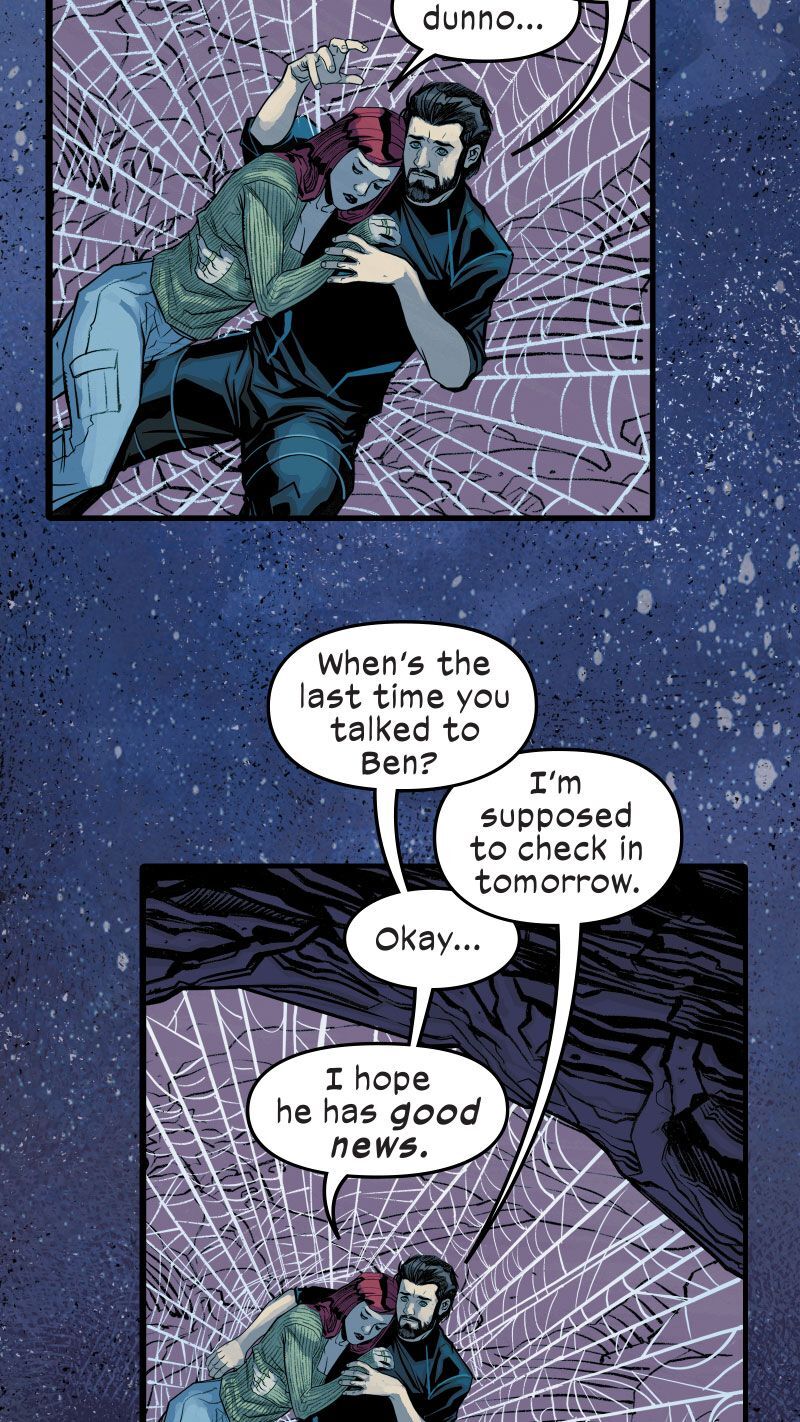 dunno...
When's the
last time you
talked to
Ben?
I'm
supposed
to check in
tomorrow.
Okay...
I hope
he has good
news.